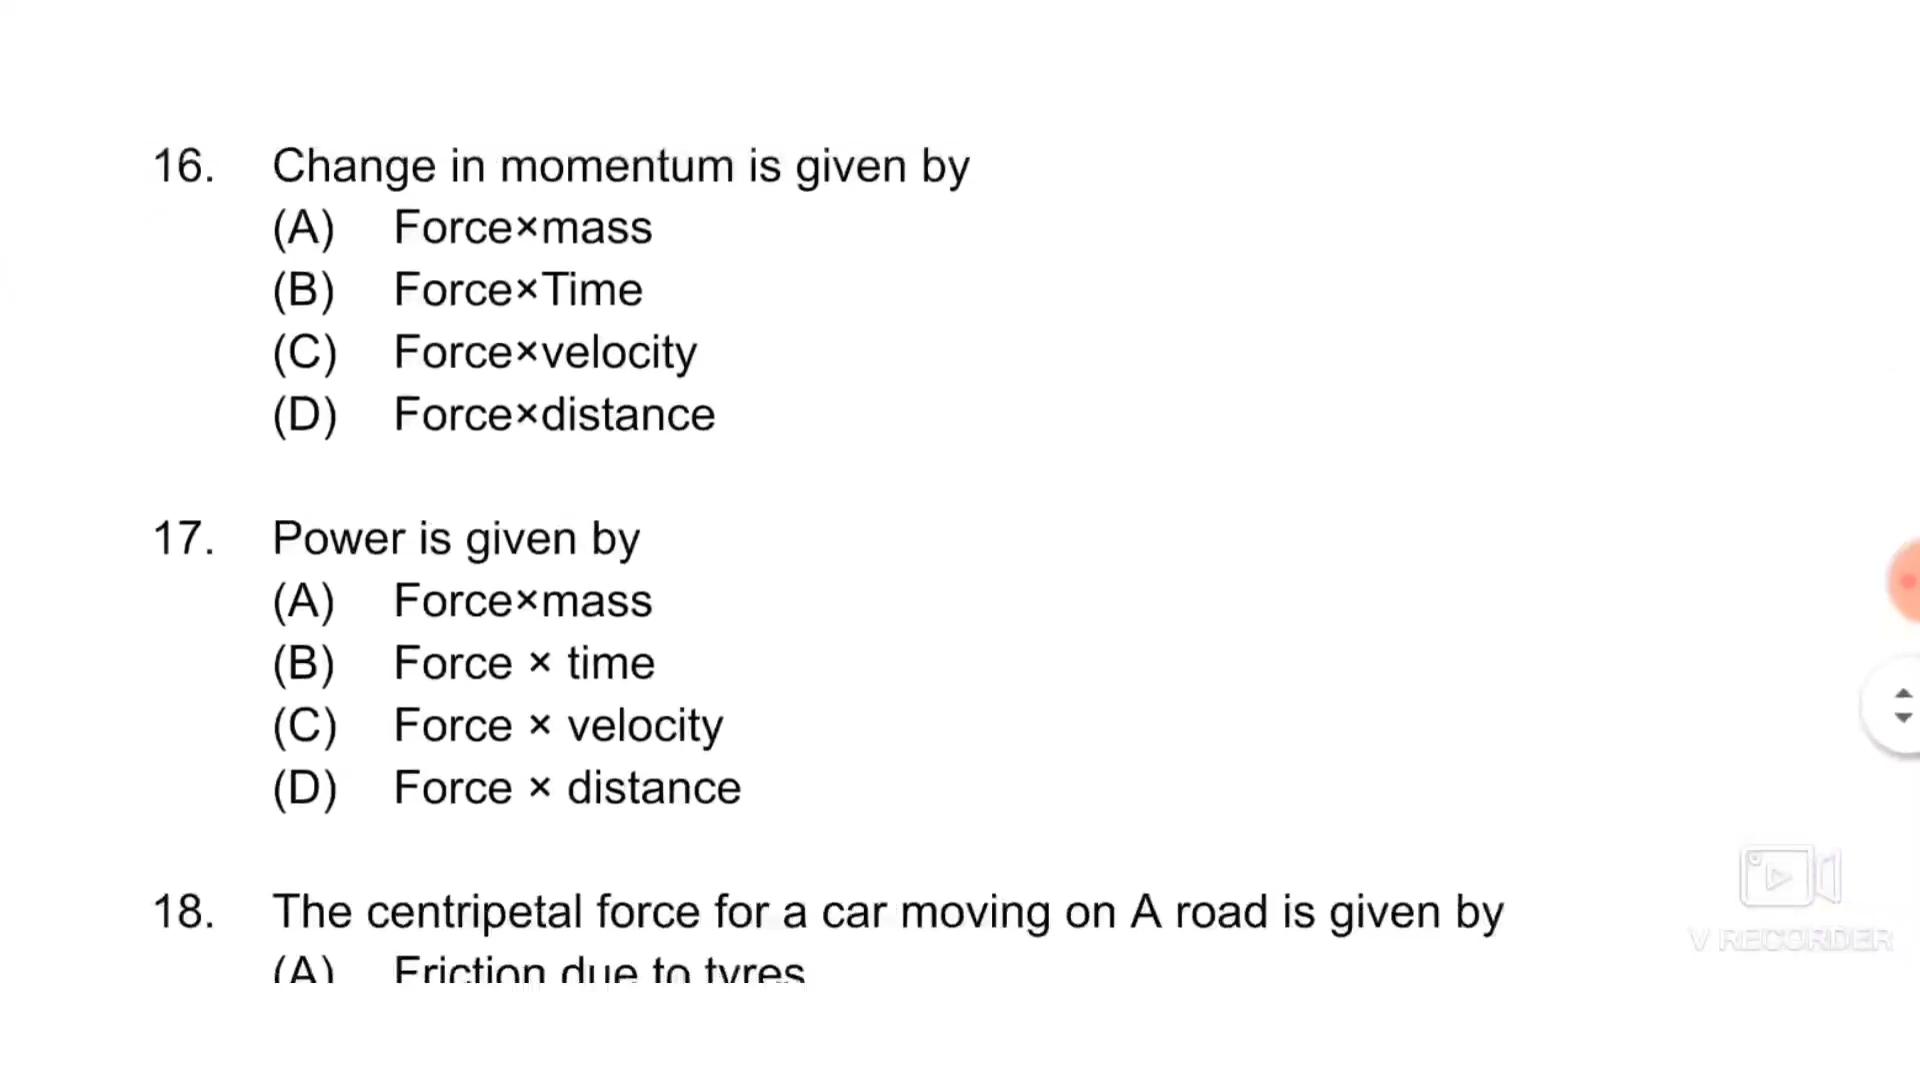 16. Change in momentum is given by
(A) Force×mass
(B) Force×Time
(C) Force×velocity
(D) Force×distance
17. Power is given by
(A) Force×mass
(B) Force × time
(C) Force × velocity
(D) Force × distance
18. The centripetal force for a car moving on A road is given by
(A) Friction due to tyres
V RECORDER